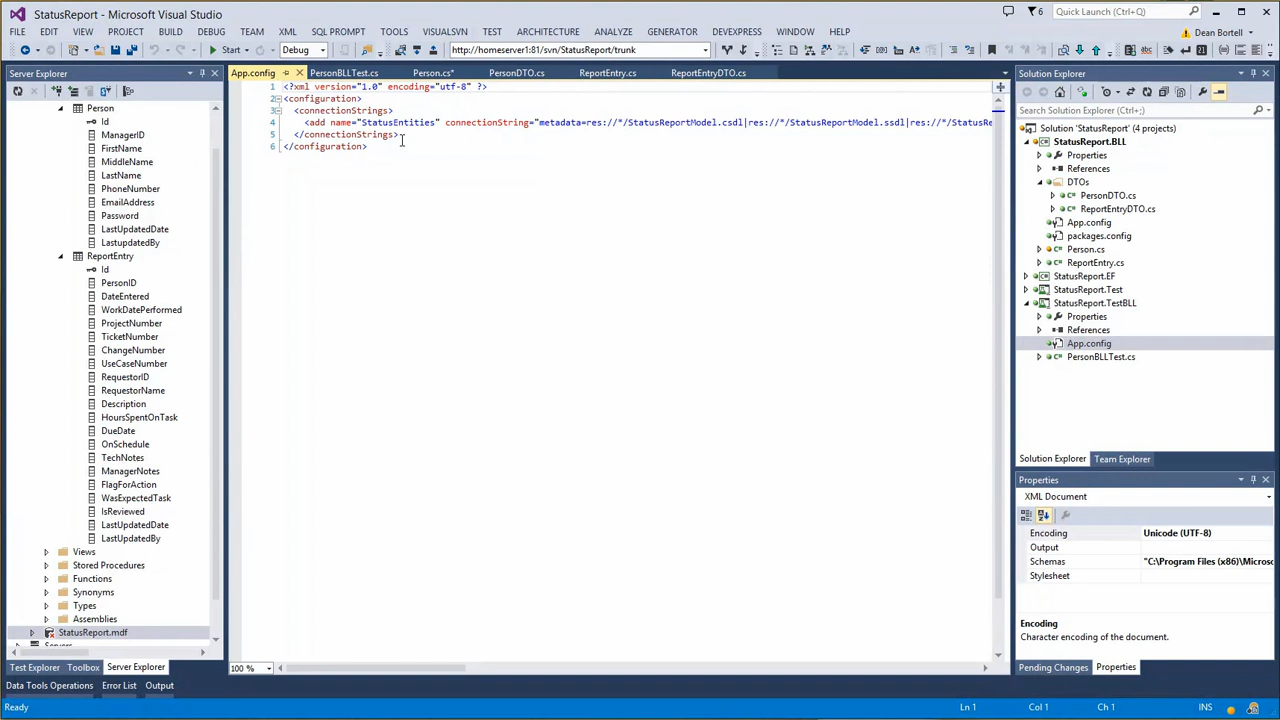 StatusReport - Microsoft Visual Studio
6
Quick Launch (Ctrl+Q)
FILE EDIT VIEW PROJECT BUILD DEBUG TEAM XML SQL PROMPT TOOLS VISUALSVN TEST ARCHITECTURE ANALYZE GENERATOR DEVEXPRESS WINDOW HELP
Dean Bortell
Start Debug http://homeserver1:81/svn/StatusReport/trunk
Server Explorer
Person
Id
ManagerID
FirstName
MiddleName
LastName
PhoneNumber
EmailAddress
Password
LastUpdatedDate
LastupdatedBy
ReportEntry
Id
PersonID
DateEntered
WorkDatePerformed
ProjectNumber
TicketNumber
ChangeNumber
UseCaseNumber
RequestorID
RequestorName
Description
HoursSpentOnTask
DueDate
OnSchedule
TechNotes
ManagerNotes
FlagForAction
WasExpectedTask
IsReviewed
LastUpdatedDate
LastUpdatedBy
Views
Stored Procedures
Functions
Synonyms
Types
Assemblies
StatusReport.mdf
Servers
Test Explorer Toolbox Server Explorer
App.config PersonBLLTest.cs Person.cs* PersonDTO.cs ReportEntry.cs ReportEntryDTO.cs
1 <?xml version="1.0" encoding="utf-8" ?>
2 <configuration>
3 <connectionStrings>
4 <add name="StatusEntities" connectionString="metadata=res://*/StatusReportModel.csdl|res://*/StatusReportModel.ssdl|res://*/StatusRe
5 </connectionStrings>
6 </configuration>
100 %
Solution Explorer
Search Solution Explorer (Ctrl+;)
Solution 'StatusReport' (4 projects)
StatusReport.BLL
Properties
References
DTOs
PersonDTO.cs
ReportEntryDTO.cs
App.config
packages.config
Person.cs
ReportEntry.cs
StatusReport.EF
StatusReport.Test
StatusReport.TestBLL
Properties
References
App.config
PersonBLLTest.cs
Solution Explorer Team Explorer
Properties
XML Document
Encoding Unicode (UTF-8)
Output
Schemas "C:\Program Files (x86)\Microso
Stylesheet
Encoding
Character encoding of the document.
Pending Changes Properties
Data Tools Operations Error List Output
Ready Ln 1 Col 1 Ch 1 INS